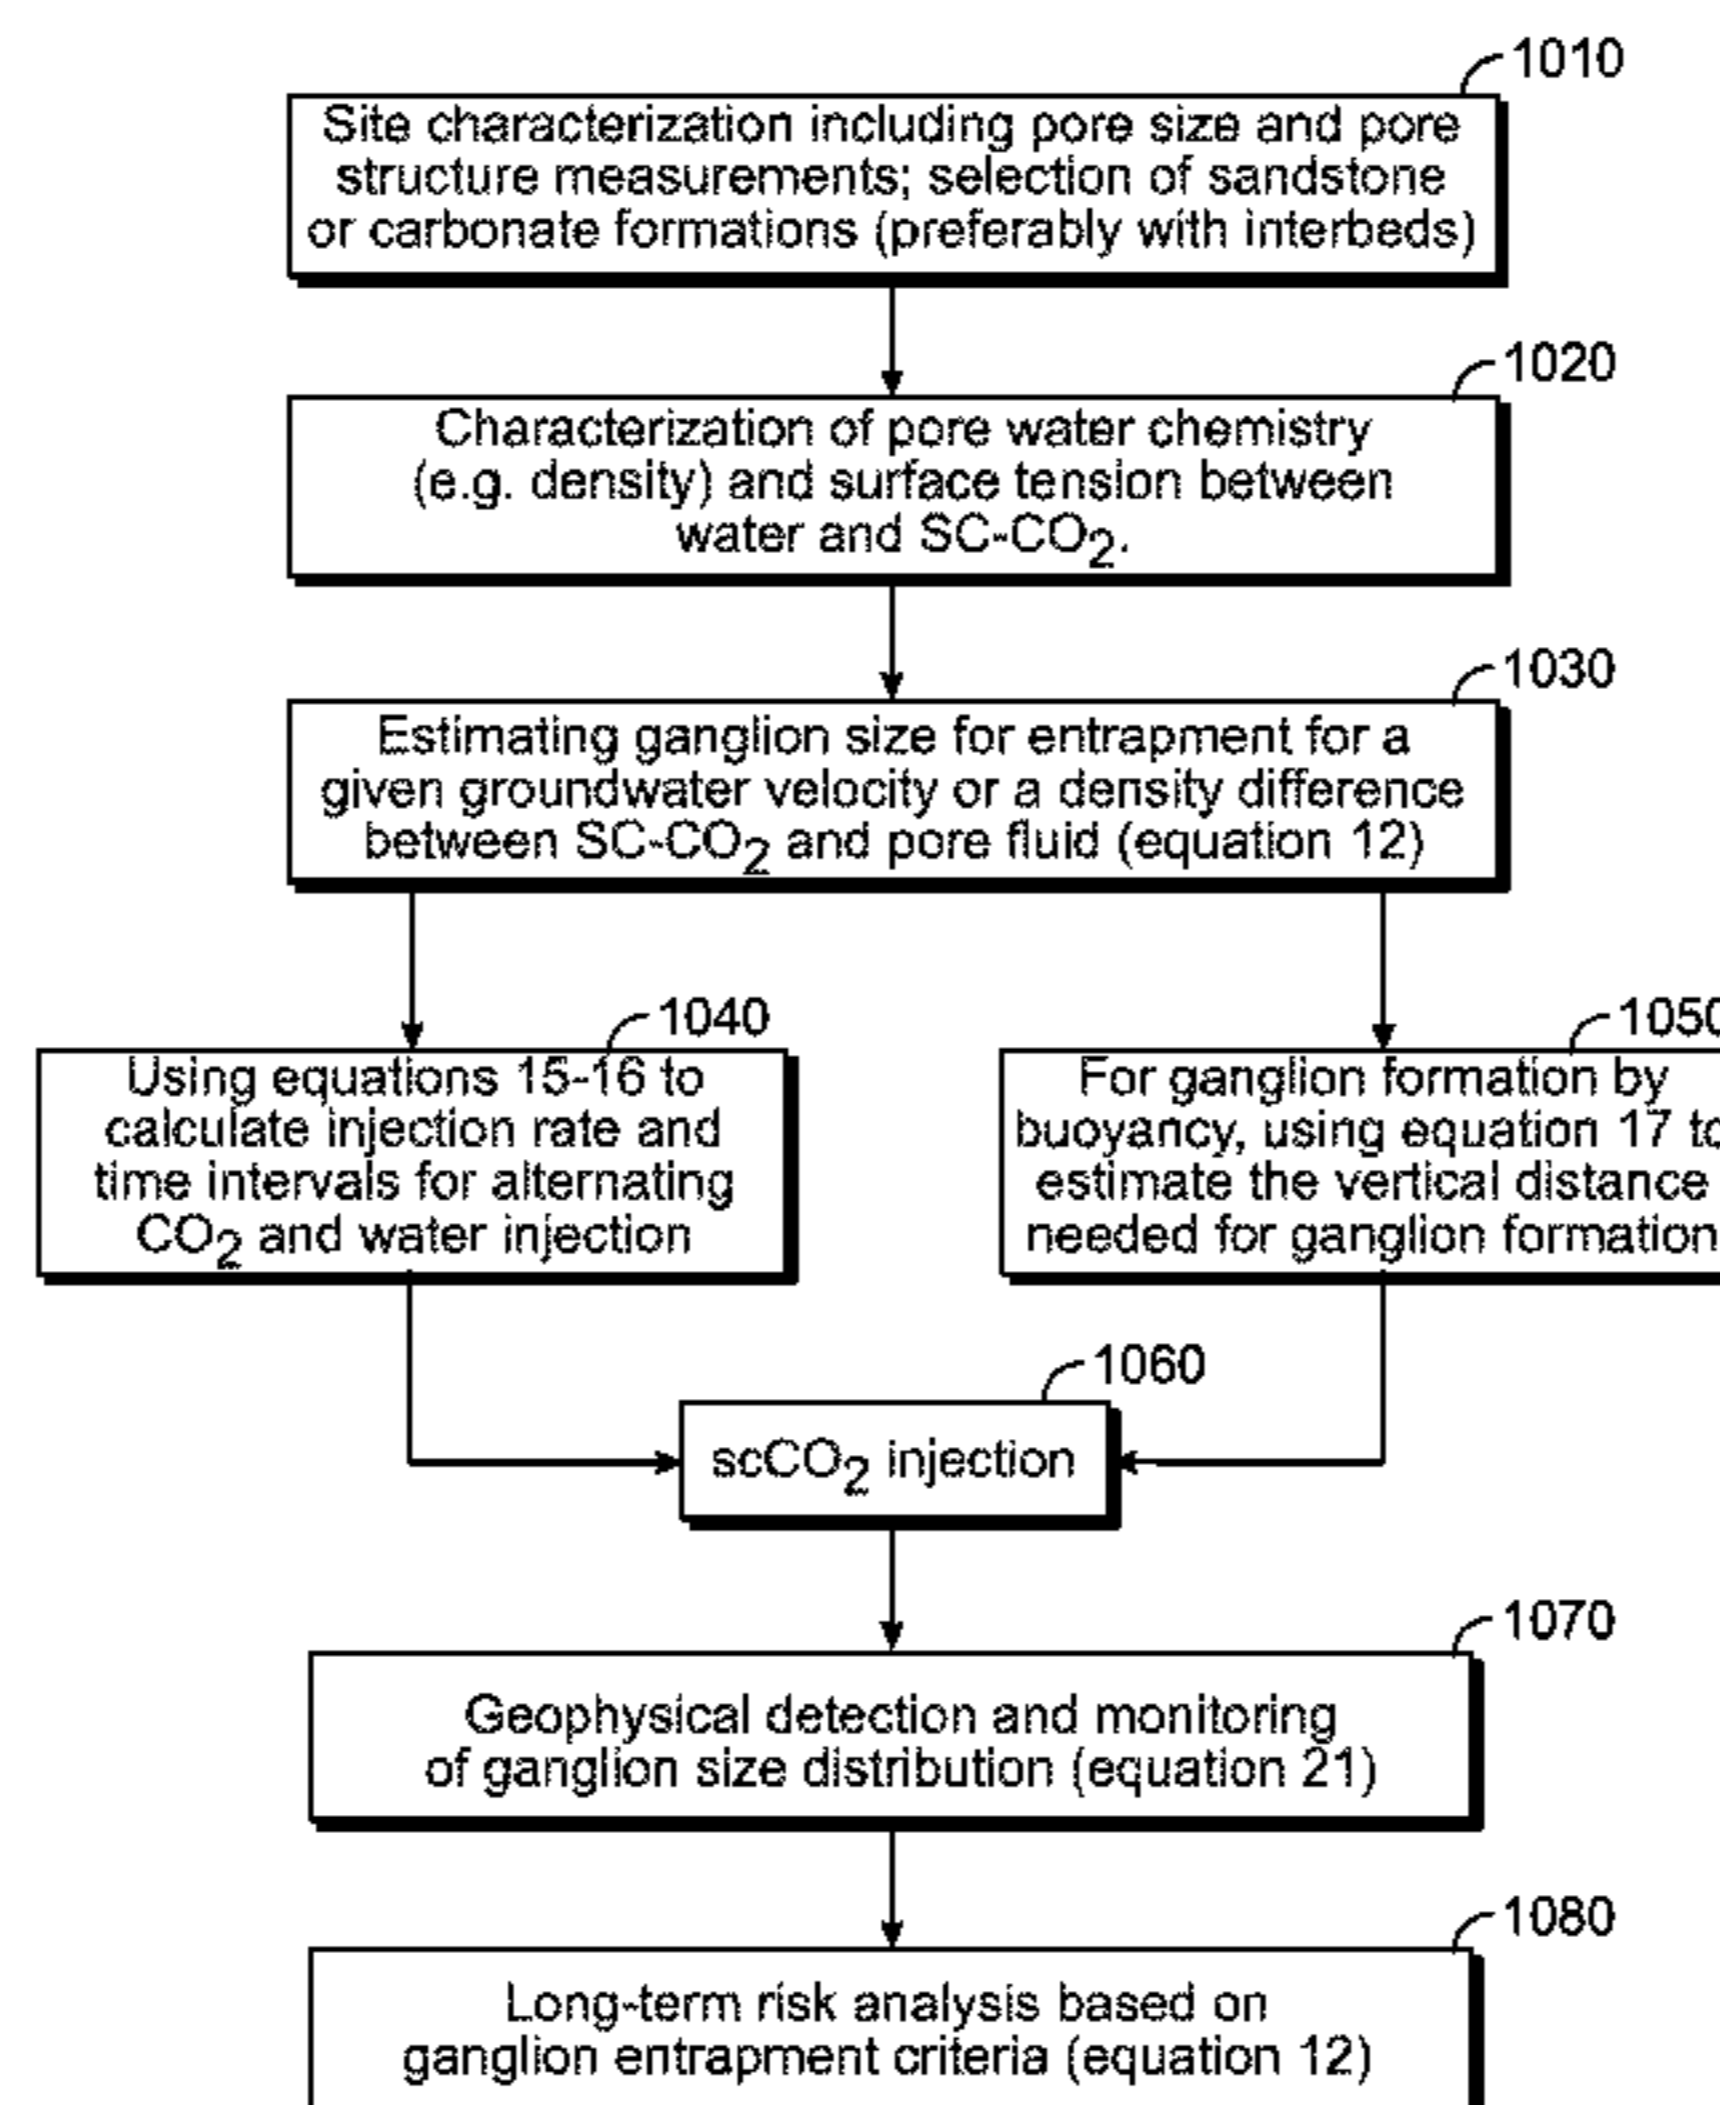 1010
Site characterization including pore size and pore
structure measurements; selection of sandstone
or carbonate formations (preferably with interbeds)
1020
Characterization of pore water chemistry
(e.g. density) and surface tension between
water and SC-CO₂.
1030
Estimating ganglion size for entrapment for a
given groundwater velocity or a density difference
between SC-CO₂ and pore fluid (equation 12)
1040
Using equations 15-16 to
calculate injection rate and
time intervals for alternating
CO₂ and water injection
1050
For ganglion formation by
buoyancy, using equation 17 to
estimate the vertical distance
needed for ganglion formation
1060
scCO₂ injection
1070
Geophysical detection and monitoring
of ganglion size distribution (equation 21)
1080
Long-term risk analysis based on
ganglion entrapment criteria (equation 12)